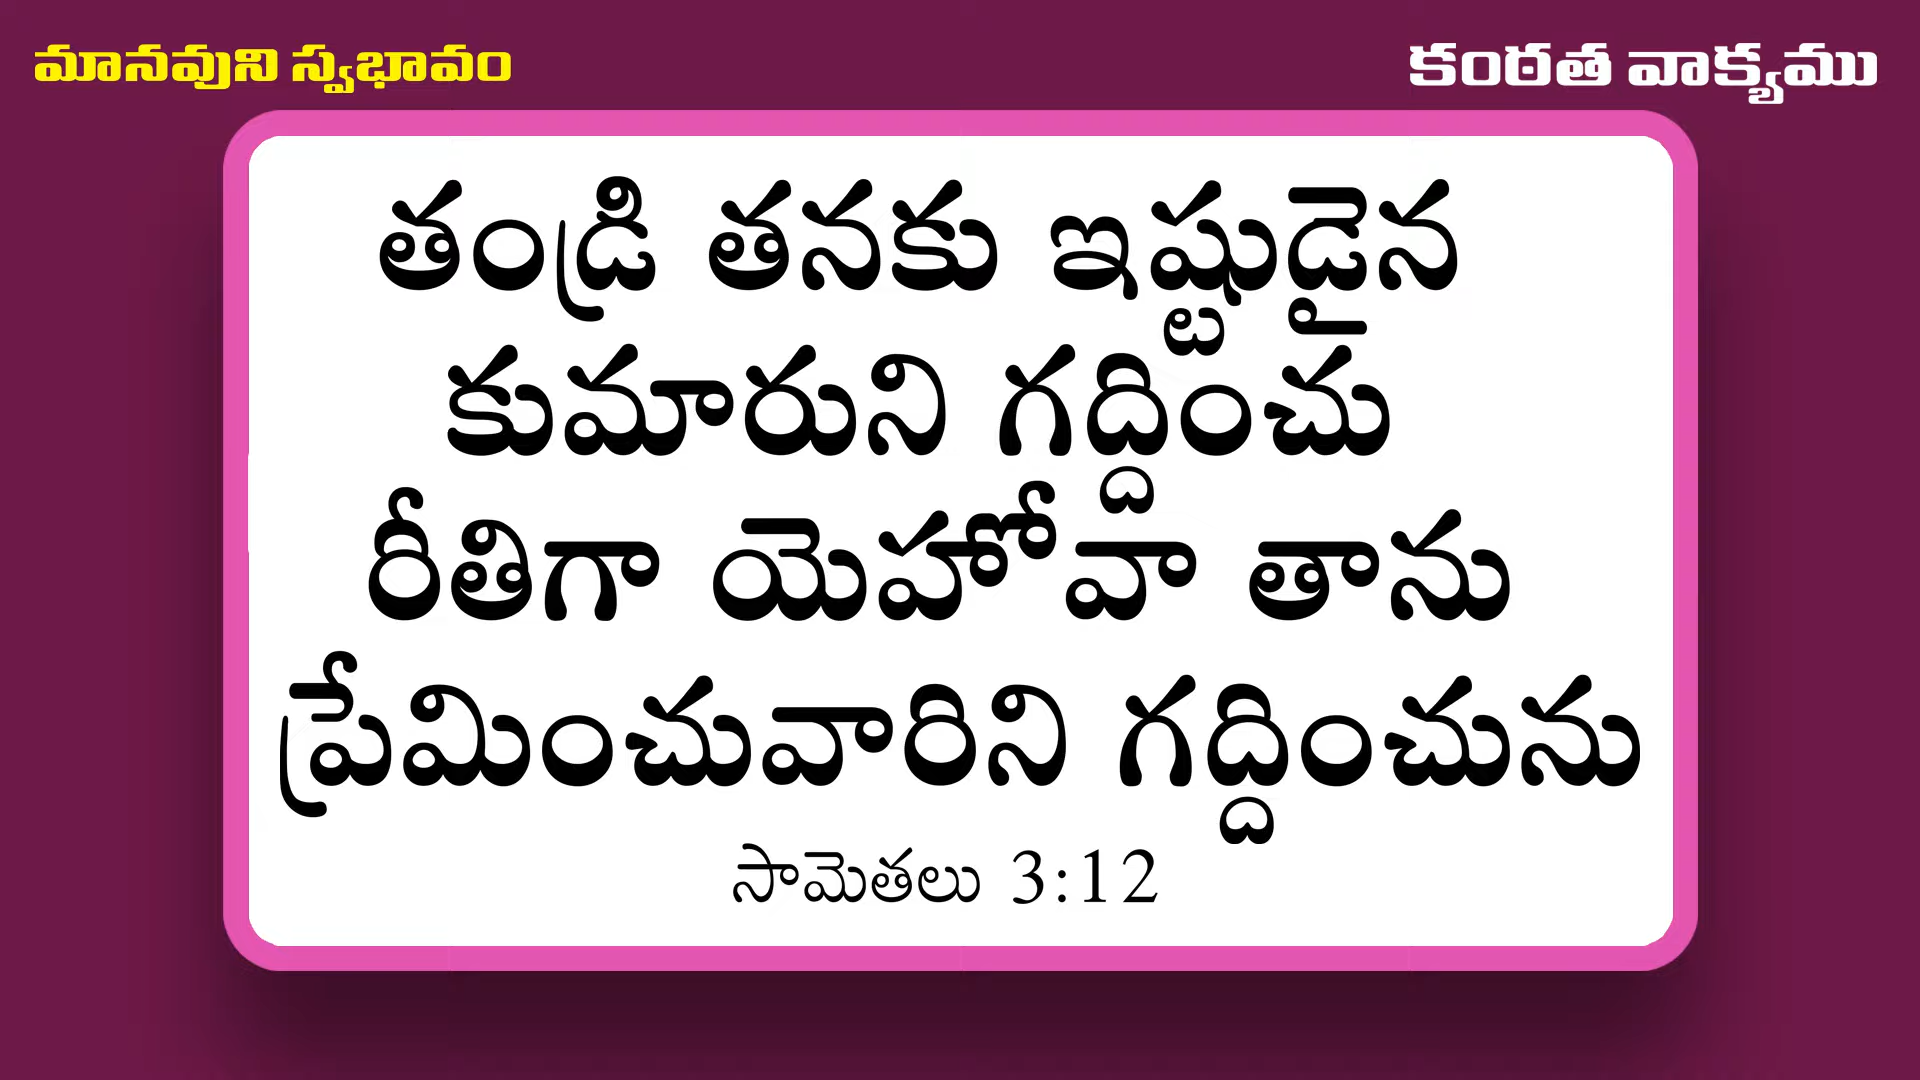 మానవుని స్వభావం
కంఠత వాక్యము
తండ్రి తనకు ఇష్టుడైన
కుమారుని గద్దించు
రీతిగా యెహోవా తాను
ప్రేమించువారిని గద్దించును
సామెతలు 3:12